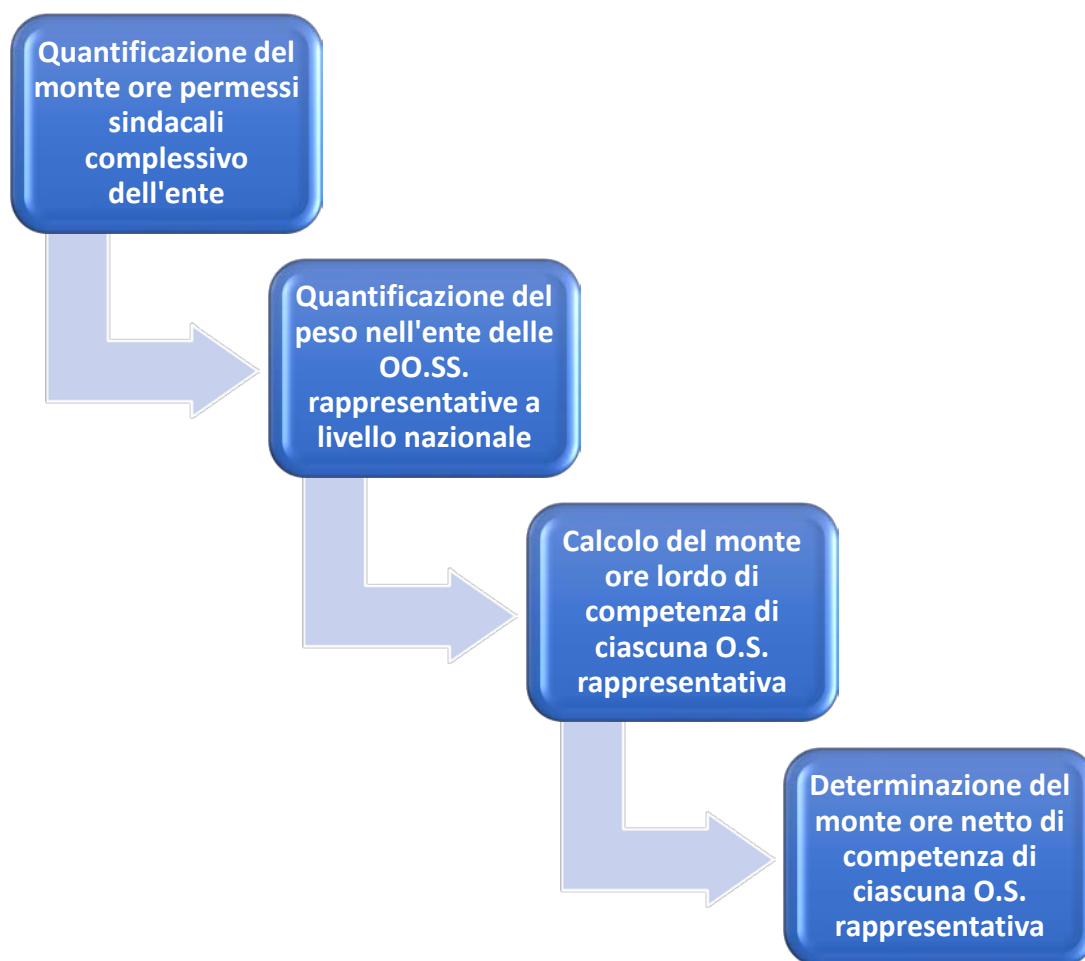 Quantificazione del
monte ore permessi
sindacali
complessivo
dell'ente
Quantificazione del
peso nell'ente delle
OO.SS.
rappresentative a
livello nazionale
Calcolo del monte
ore lordo di
competenza di
ciascuna O.S.
rappresentativa
Determinazione del
monte ore netto di
competenza di
ciascuna O.S.
rappresentativa